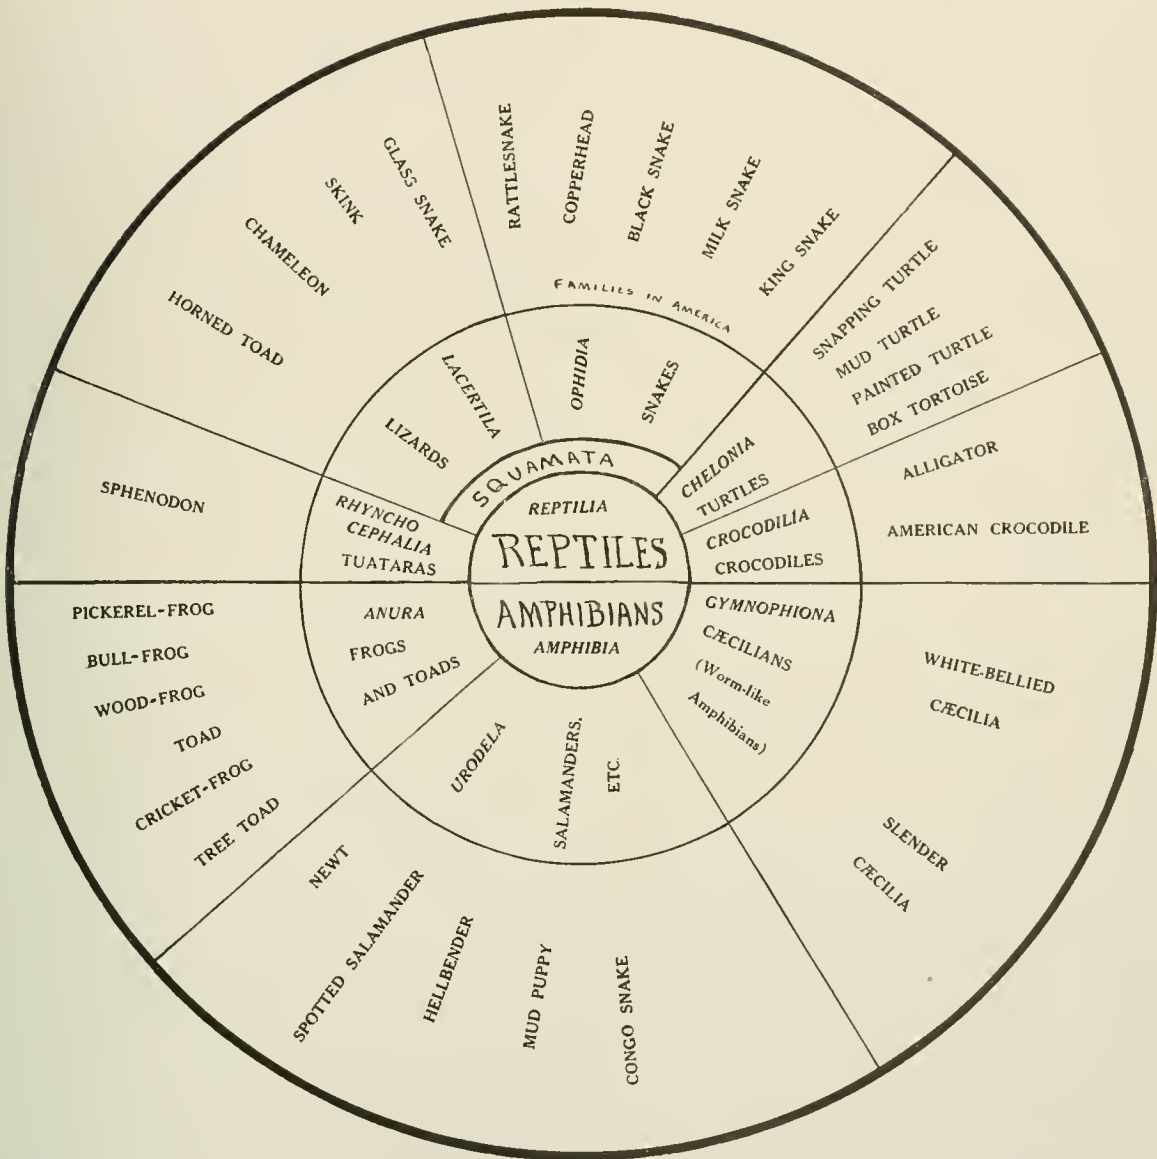 REPTILIA
REPTILES
AMPHIBIANS
AMPHIBIA
SQUAMATA
RHYNCHO
CEPHALIA
TUATARAS
SPHENODON
LACERTILA
LIZARDS
HORNED TOAD
CHAMELEON
SKINK
GLASS SNAKE
OPHIDIA
SNAKES
FAMILIES IN AMERICA
RATTLESNAKE
COPPERHEAD
BLACK SNAKE
MILK SNAKE
KING SNAKE
CHELONIA
TURTLES
SNAPPING TURTLE
MUD TURTLE
PAINTED TURTLE
BOX TORTOISE
CROCODILIA
CROCODILES
ALLIGATOR
AMERICAN CROCODILE
GYMNOPHIONA
CÆCILIANS
(Worm-like
Amphibians)
WHITE-BELLIED
CÆCILIA
SLENDER
CÆCILIA
URODELA
SALAMANDERS,
ETC.
NEWT
SPOTTED SALAMANDER
HELLBENDER
MUD PUPPY
CONGO SNAKE
ANURA
FROGS
AND TOADS
PICKEREL-FROG
BULL-FROG
WOOD-FROG
TOAD
CRICKET-FROG
TREE TOAD